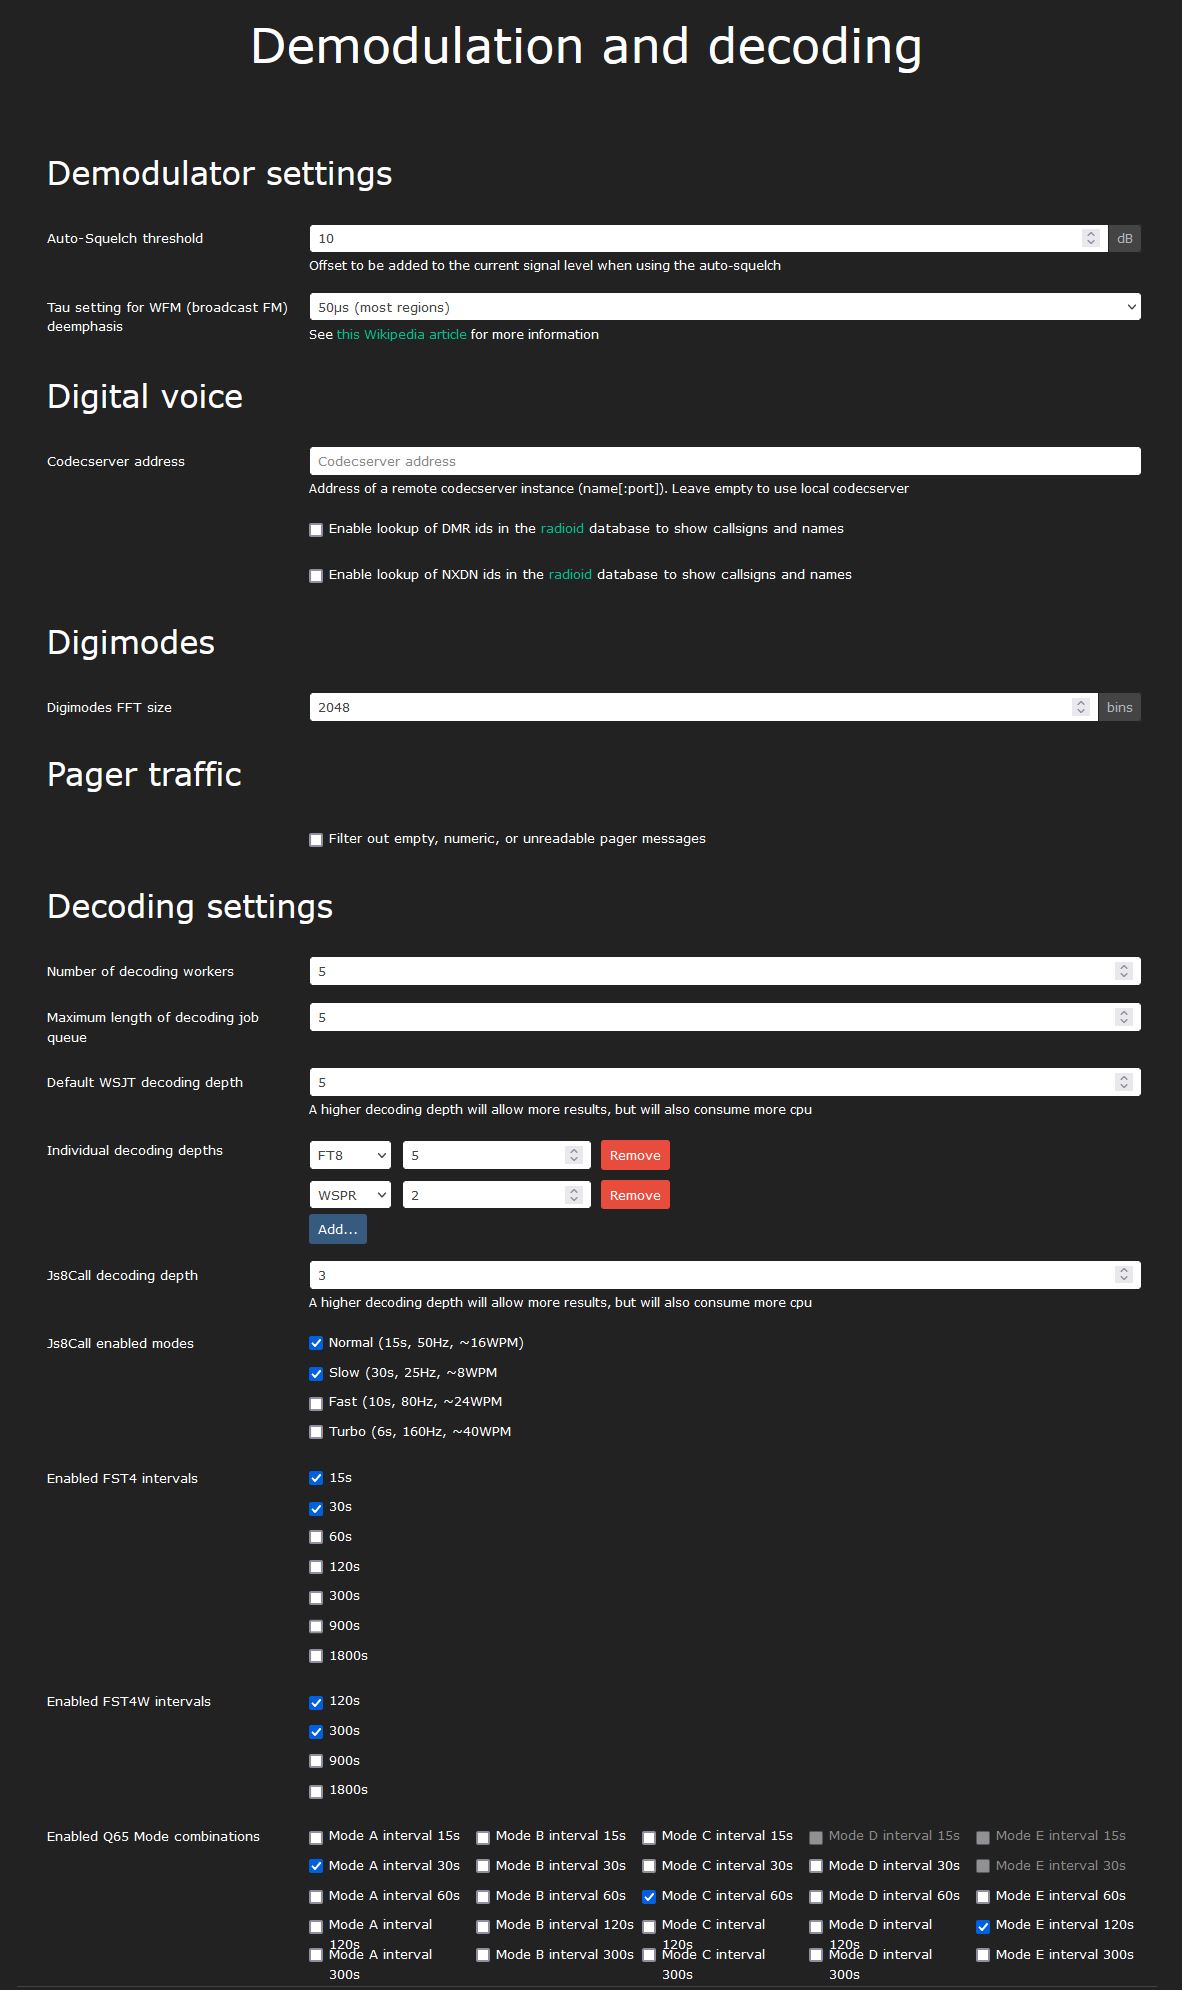 Demodulation and decoding
Demodulator settings
Auto-Squelch threshold
10
dB
Offset to be added to the current signal level when using the auto-squelch
Tau setting for WFM (broadcast FM)
deemphasis
50µs (most regions)
See this Wikipedia article for more information
Digital voice
Codecserver address
Codecserver address
Address of a remote codecserver instance (name[:port]). Leave empty to use local codecserver
Enable lookup of DMR ids in the radioid database to show callsigns and names
Enable lookup of NXDN ids in the radioid database to show callsigns and names
Digimodes
Digimodes FFT size
2048
bins
Pager traffic
Filter out empty, numeric, or unreadable pager messages
Decoding settings
Number of decoding workers
5
Maximum length of decoding job
queue
5
Default WSJT decoding depth
5
A higher decoding depth will allow more results, but will also consume more cpu
Individual decoding depths
FT8 5 Remove
WSPR 2 Remove
Add...
Js8Call decoding depth
3
A higher decoding depth will allow more results, but will also consume more cpu
Js8Call enabled modes
Normal (15s, 50Hz, ~16WPM)
Slow (30s, 25Hz, ~8WPM
Fast (10s, 80Hz, ~24WPM
Turbo (6s, 160Hz, ~40WPM
Enabled FST4 intervals
15s
30s
60s
120s
300s
900s
1800s
Enabled FST4W intervals
120s
300s
900s
1800s
Enabled Q65 Mode combinations
Mode A interval 15s Mode B interval 15s Mode C interval 15s Mode D interval 15s Mode E interval 15s
Mode A interval 30s Mode B interval 30s Mode C interval 30s Mode D interval 30s Mode E interval 30s
Mode A interval 60s Mode B interval 60s Mode C interval 60s Mode D interval 60s Mode E interval 60s
Mode A interval Mode B interval 120s Mode C interval Mode D interval Mode E interval 120s
120s 120s 120s
Mode A interval Mode B interval 300s Mode C interval Mode D interval Mode E interval 300s
300s 300s 300s